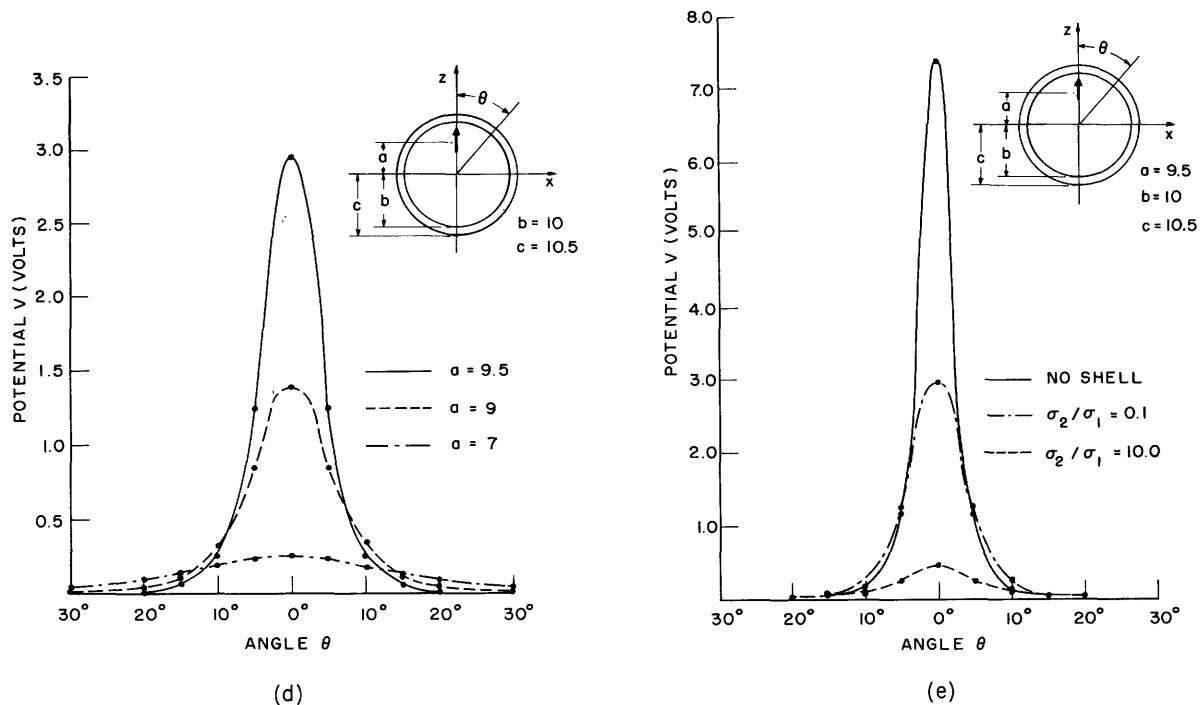 3.5
3.0
2.5
2.0
1.5
1.0
0.5
POTENTIAL V (VOLTS)
30° 20° 10° 0° 10° 20° 30°
ANGLE θ
z
θ
a
x
c
b
b = 10
c = 10.5
a = 9.5
a = 9
a = 7
(d)
8.0
7.0
6.0
5.0
4.0
3.0
2.0
1.0
POTENTIAL V (VOLTS)
30° 20° 10° 0° 10° 20° 30°
ANGLE θ
z
θ
a
x
c
b
a = 9.5
b = 10
c = 10.5
NO SHELL
σ₂/σ₁ = 0.1
σ₂/σ₁ = 10.0
(e)